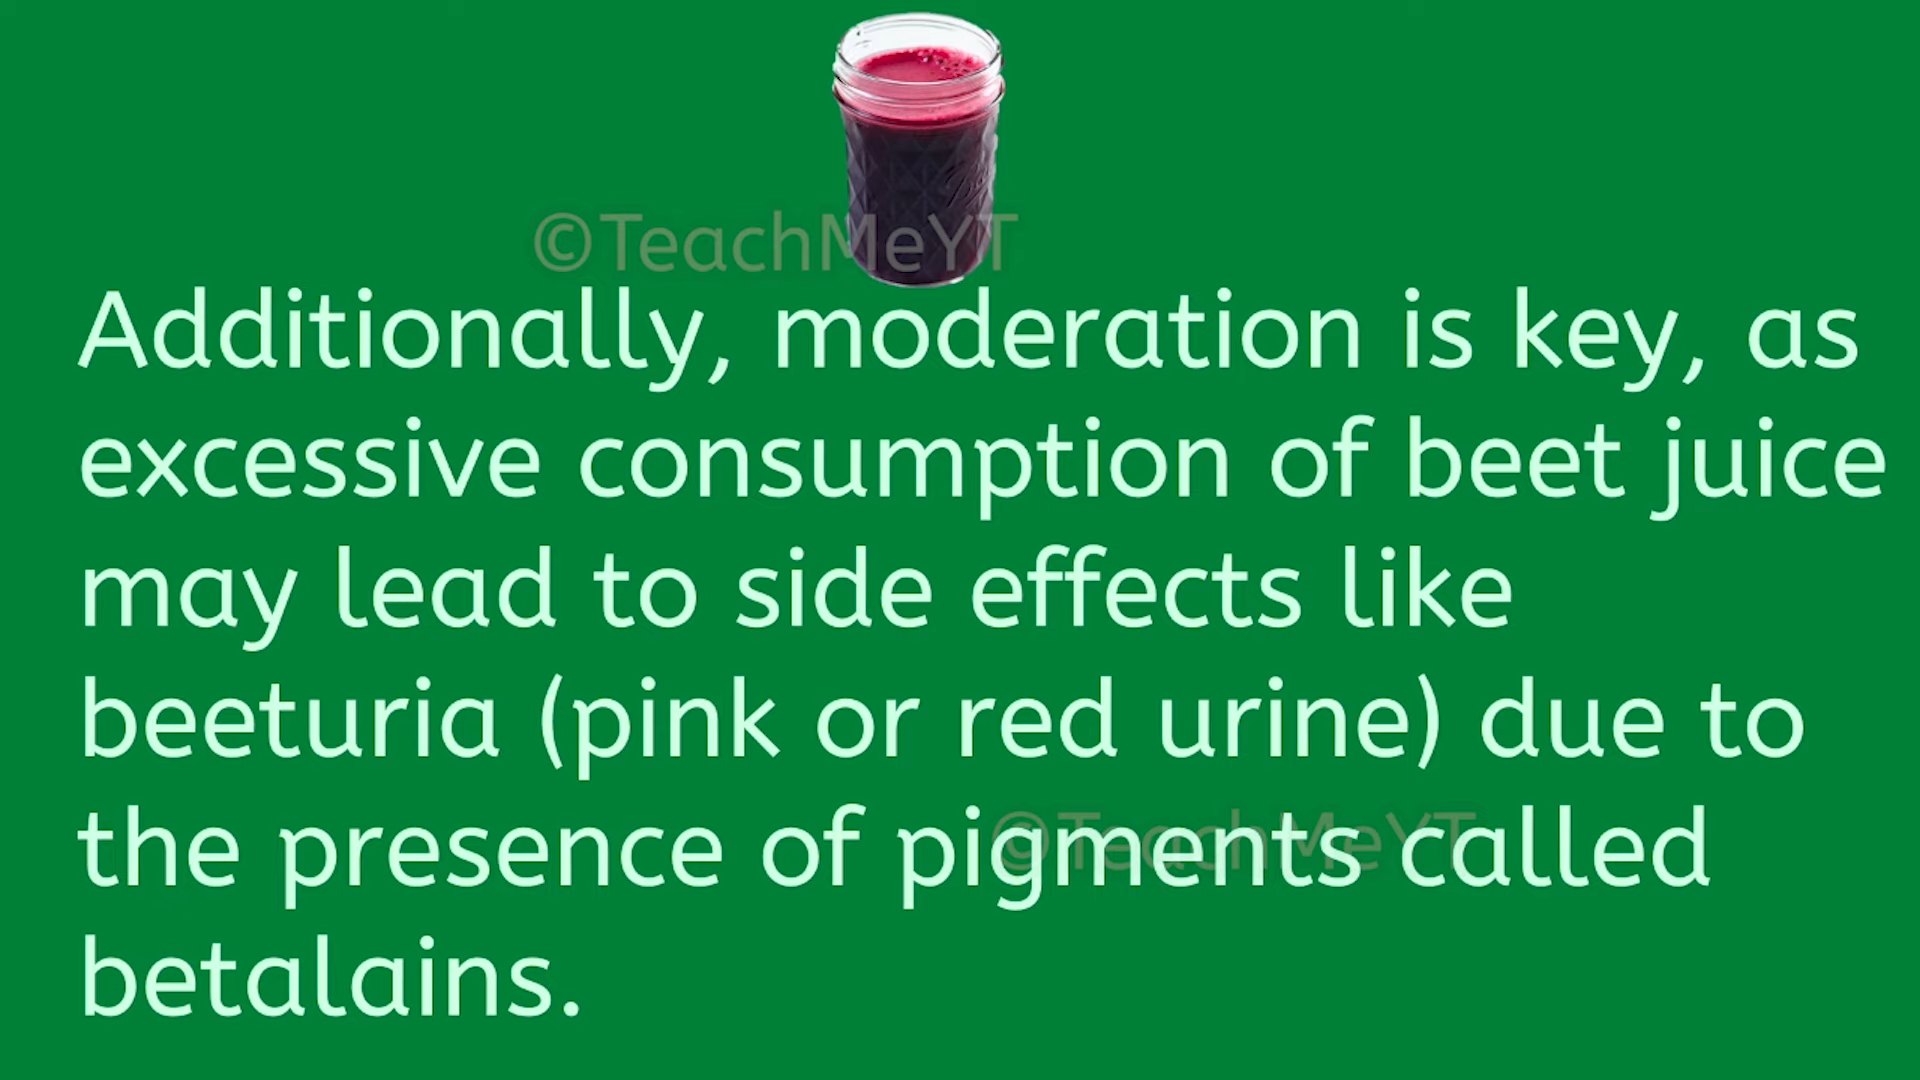 ©TeachMeYT
Additionally, moderation is key, as
excessive consumption of beet juice
may lead to side effects like
beeturia (pink or red urine) due to
the presence of pigments called
©TeachMeYT
betalains.